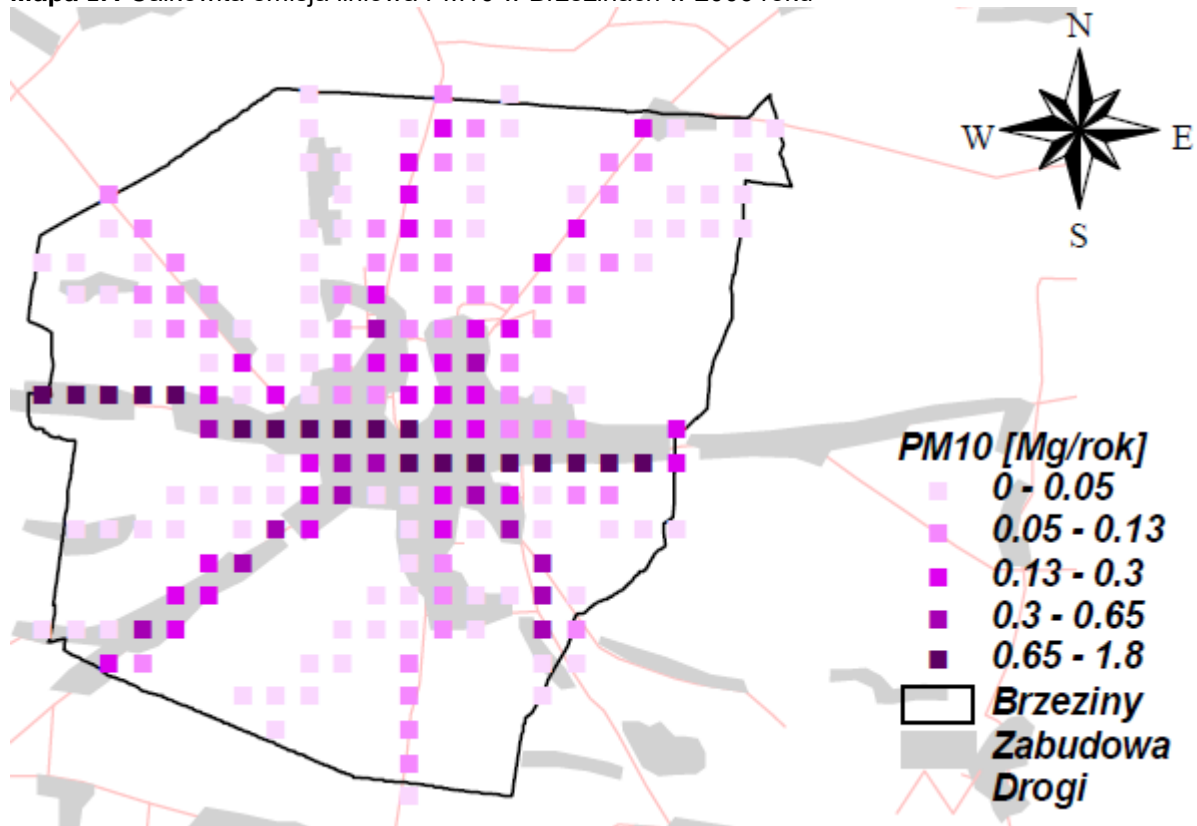 N
W E
S
PM10 [Mg/rok]
0 - 0.05
0.05 - 0.13
0.13 - 0.3
0.3 - 0.65
0.65 - 1.8
Brzeziny
Zabudowa
Drogi